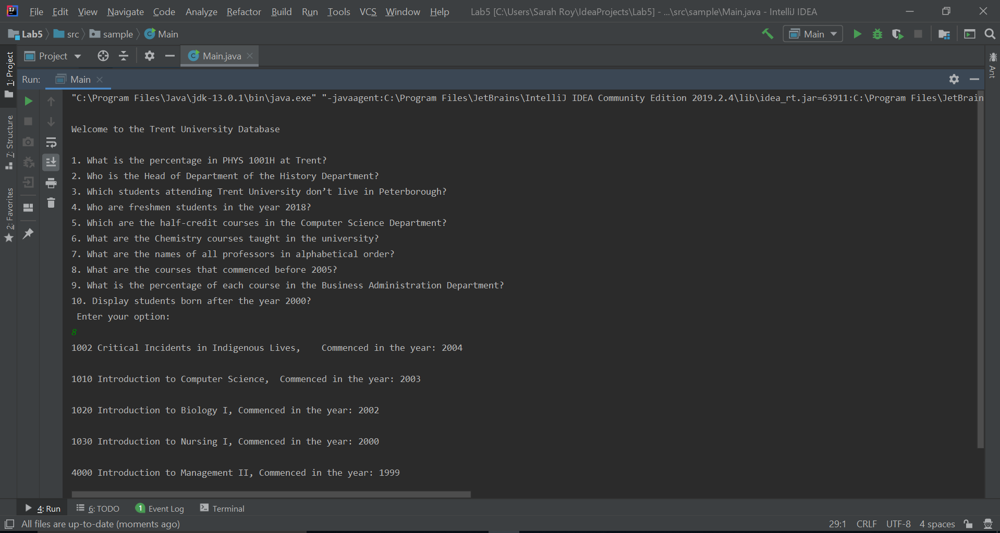 File Edit View Navigate Code Analyze Refactor Build Run Tools VCS Window Help Lab5 [C:\Users\Sarah Roy\IdeaProjects\Lab5] - ...\src\sample\Main.java - IntelliJ IDEA
Lab5 src sample Main Main
Project Main.java
Run: Main
1: Project
7: Structure
2: Favorites
Ant
"C:\Program Files\Java\jdk-13.0.1\bin\java.exe" "-javaagent:C:\Program Files\JetBrains\IntelliJ IDEA Community Edition 2019.2.4\lib\idea_rt.jar=63911:C:\Program Files\JetBrain
Welcome to the Trent University Database
1. What is the percentage in PHYS 1001H at Trent?
2. Who is the Head of Department of the History Department?
3. Which students attending Trent University don’t live in Peterborough?
4. Who are freshmen students in the year 2018?
5. Which are the half-credit courses in the Computer Science Department?
6. What are the Chemistry courses taught in the university?
7. What are the names of all professors in alphabetical order?
8. What are the courses that commenced before 2005?
9. What is the percentage of each course in the Business Administration Department?
10. Display students born after the year 2000?
Enter your option:
8
1002 Critical Incidents in Indigenous Lives,    Commenced in the year: 2004
1010 Introduction to Computer Science,  Commenced in the year: 2003
1020 Introduction to Biology I, Commenced in the year: 2002
1030 Introduction to Nursing I, Commenced in the year: 2000
4000 Introduction to Management II, Commenced in the year: 1999
4: Run 6: TODO 1 Event Log Terminal
All files are up-to-date (moments ago) 29:1 CRLF UTF-8 4 spaces